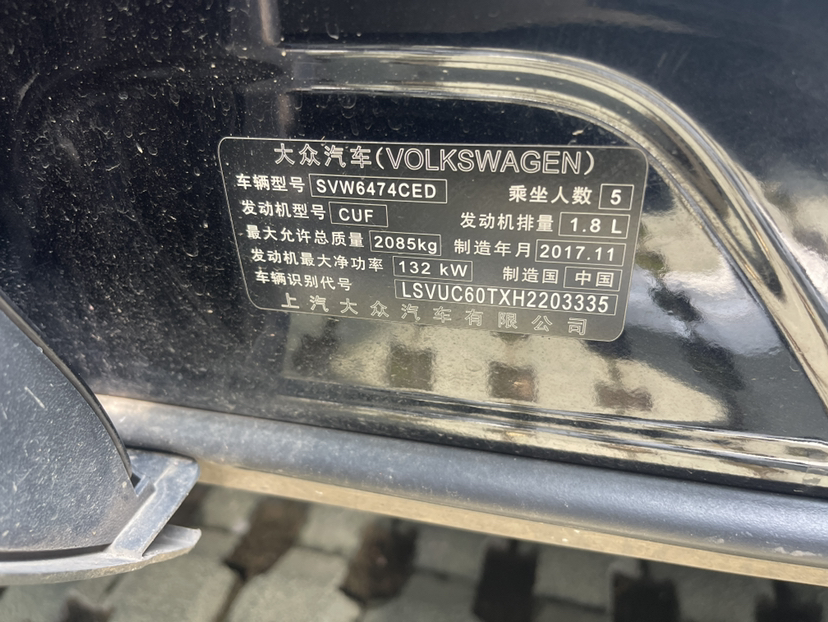 大众汽车(VOLKSWAGEN)
车辆型号 SVW6474CED 乘坐人数 5
发动机型号 CUF 发动机排量 1.8 L
最大允许总质量 2085kg 制造年月 2017.11
发动机最大净功率 132 kW 制造国 中国
车辆识别代号 LSVUC60TXH2203335
上汽大众汽车有限公司